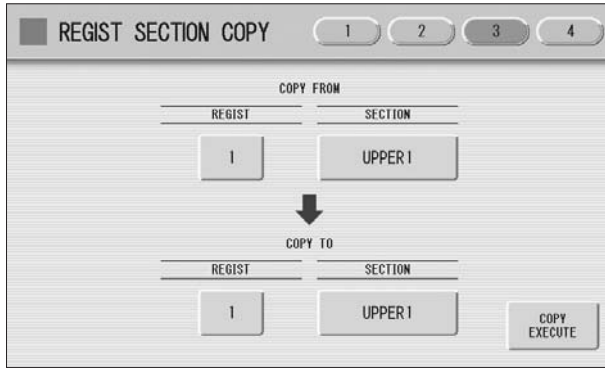 REGIST SECTION COPY 1 2 3 4
COPY FROM
REGIST SECTION
1 UPPER1
COPY TO
REGIST SECTION
1 UPPER1
COPY
EXECUTE